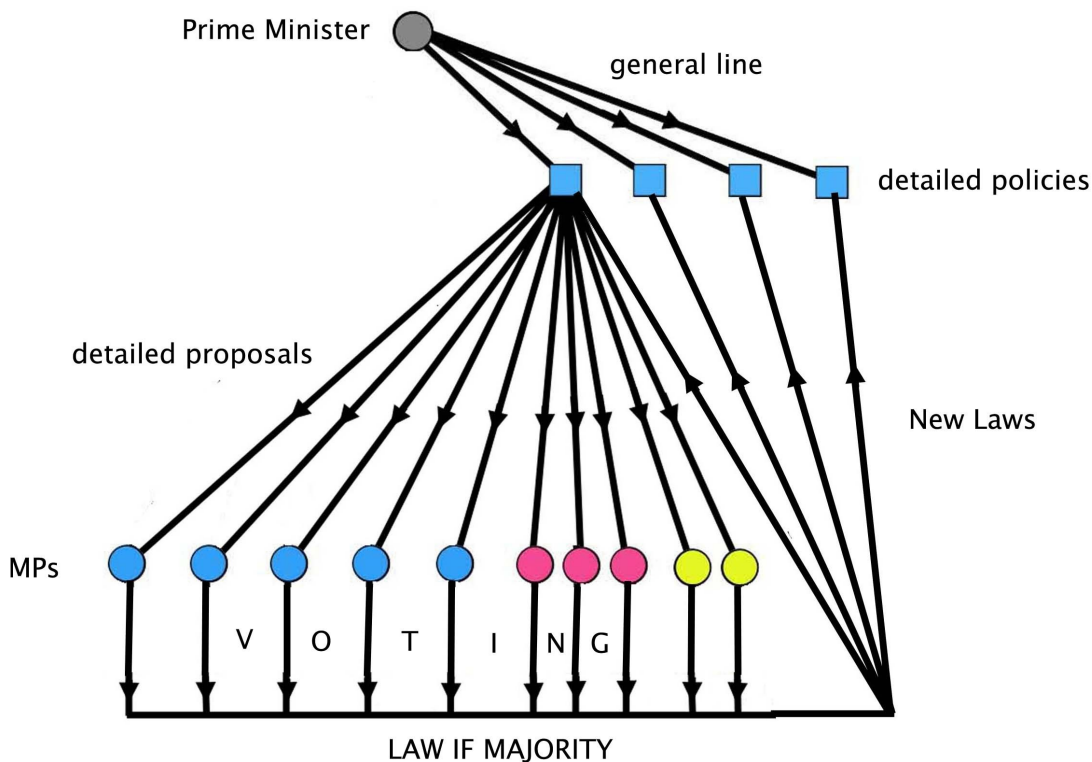 Prime Minister
general line
detailed policies
detailed proposals
New Laws
MPs
V O T I N G
LAW IF MAJORITY